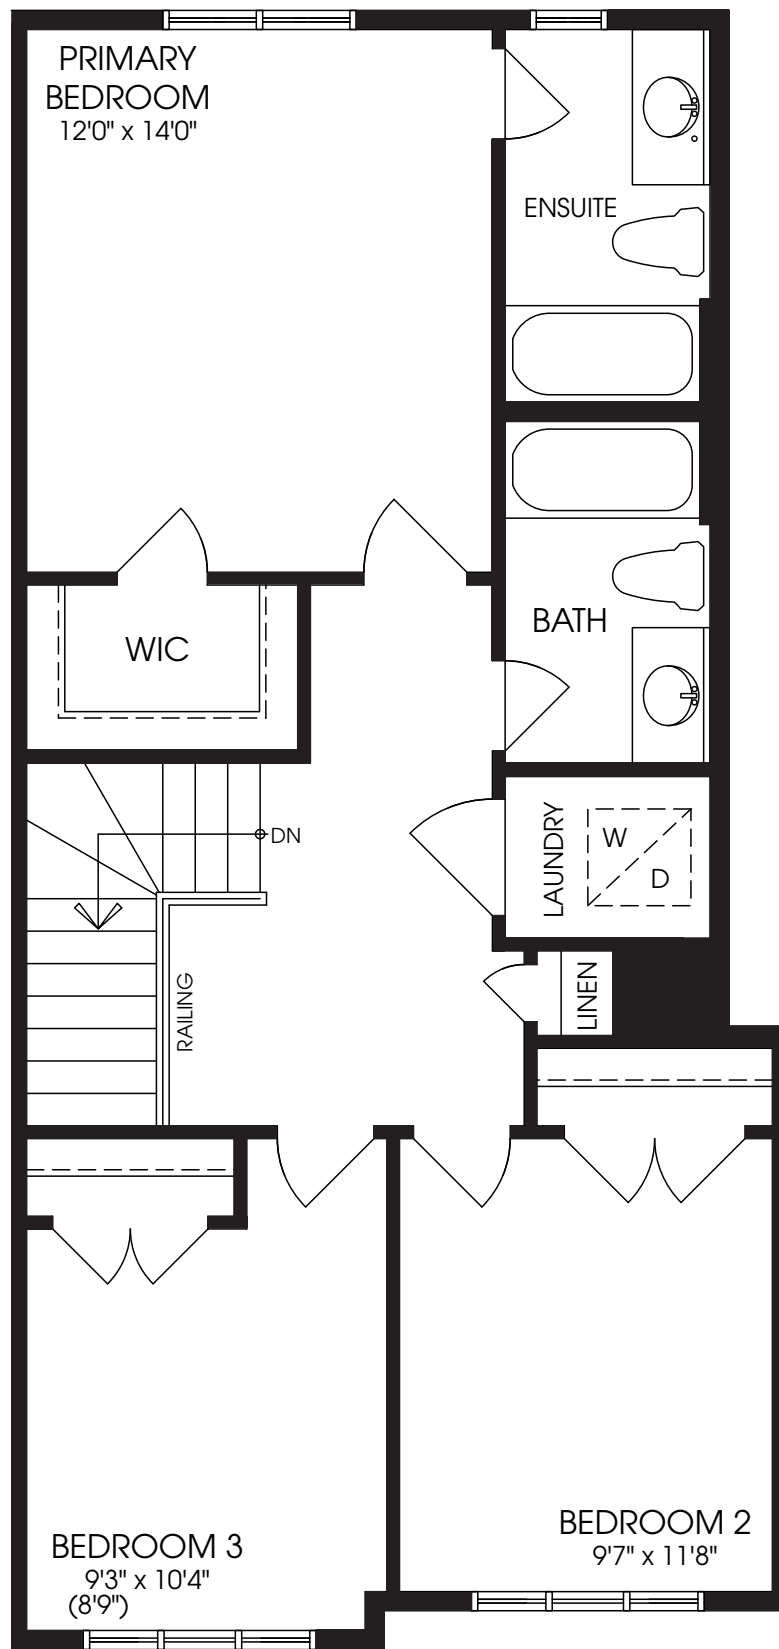 PRIMARY
BEDROOM
12'0" x 14'0"
ENSUITE
BATH
WIC
DN
LAUNDRY
W
D
LINEN
RAILING
BEDROOM 2
9'7" x 11'8"
BEDROOM 3
9'3" x 10'4"
(8'9")